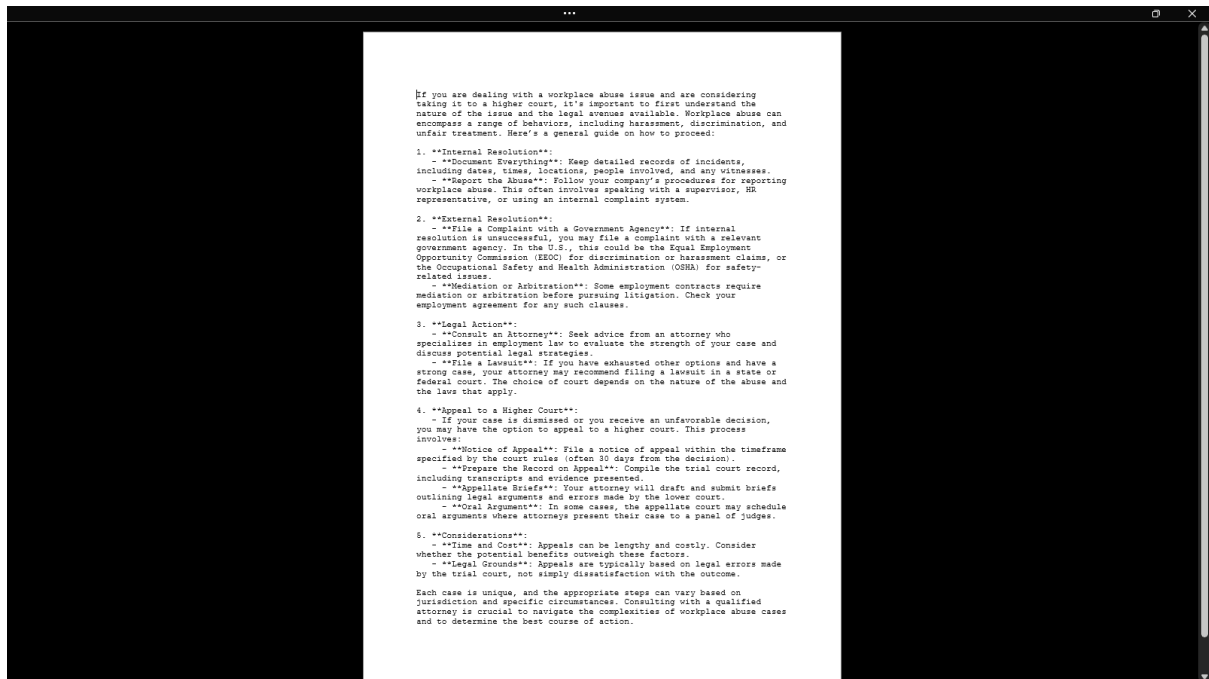 If you are dealing with a workplace abuse issue and are considering
taking it to a higher court, it's important to first understand the
nature of the issue and the legal avenues available. Workplace abuse can
encompass a range of behaviors, including harassment, discrimination, and
unfair treatment. Here's a general guide on how to proceed:
1. **Internal Resolution**:
- **Document Everything**: Keep detailed records of incidents,
including dates, times, locations, people involved, and any witnesses.
- **Report the Abuse**: Follow your company's procedures for reporting
workplace abuse. This often involves speaking with a supervisor, HR
representative, or using an internal complaint system.
2. **External Resolution**:
- **File a Complaint with a Government Agency**: If internal
resolution is unsuccessful, you may file a complaint with a relevant
government agency. In the U.S., this could be the Equal Employment
Opportunity Commission (EEOC) for discrimination or harassment claims, or
the Occupational Safety and Health Administration (OSHA) for safety-
related issues.
- **Mediation or Arbitration**: Some employment contracts require
mediation or arbitration before pursuing litigation. Check your
employment agreement for any such clauses.
3. **Legal Action**:
- **Consult an Attorney**: Seek advice from an attorney who
specializes in employment law to evaluate the strength of your case and
discuss potential legal strategies.
- **File a Lawsuit**: If you have exhausted other options and have a
strong case, your attorney may recommend filing a lawsuit in a state or
federal court. The choice of court depends on the nature of the abuse and
the laws that apply.
4. **Appeal to a Higher Court**:
- If your case is dismissed or you receive an unfavorable decision,
you may have the option to appeal to a higher court. This process
involves:
- **Notice of Appeal**: File a notice of appeal within the timeframe
specified by the court rules (often 30 days from the decision).
- **Prepare the Record on Appeal**: Compile the trial court record,
including transcripts and evidence presented.
- **Appellate Briefs**: Your attorney will draft and submit briefs
outlining legal arguments and errors made by the lower court.
- **Oral Argument**: In some cases, the appellate court may schedule
oral arguments where attorneys present their case to a panel of judges.
5. **Considerations**:
- **Time and Cost**: Appeals can be lengthy and costly. Consider
whether the potential benefits outweigh these factors.
- **Legal Grounds**: Appeals are typically based on legal errors made
by the trial court, not simply dissatisfaction with the outcome.
Each case is unique, and the appropriate steps can vary based on
jurisdiction and specific circumstances. Consulting with a qualified
attorney is crucial to navigate the complexities of workplace abuse cases
and to determine the best course of action.